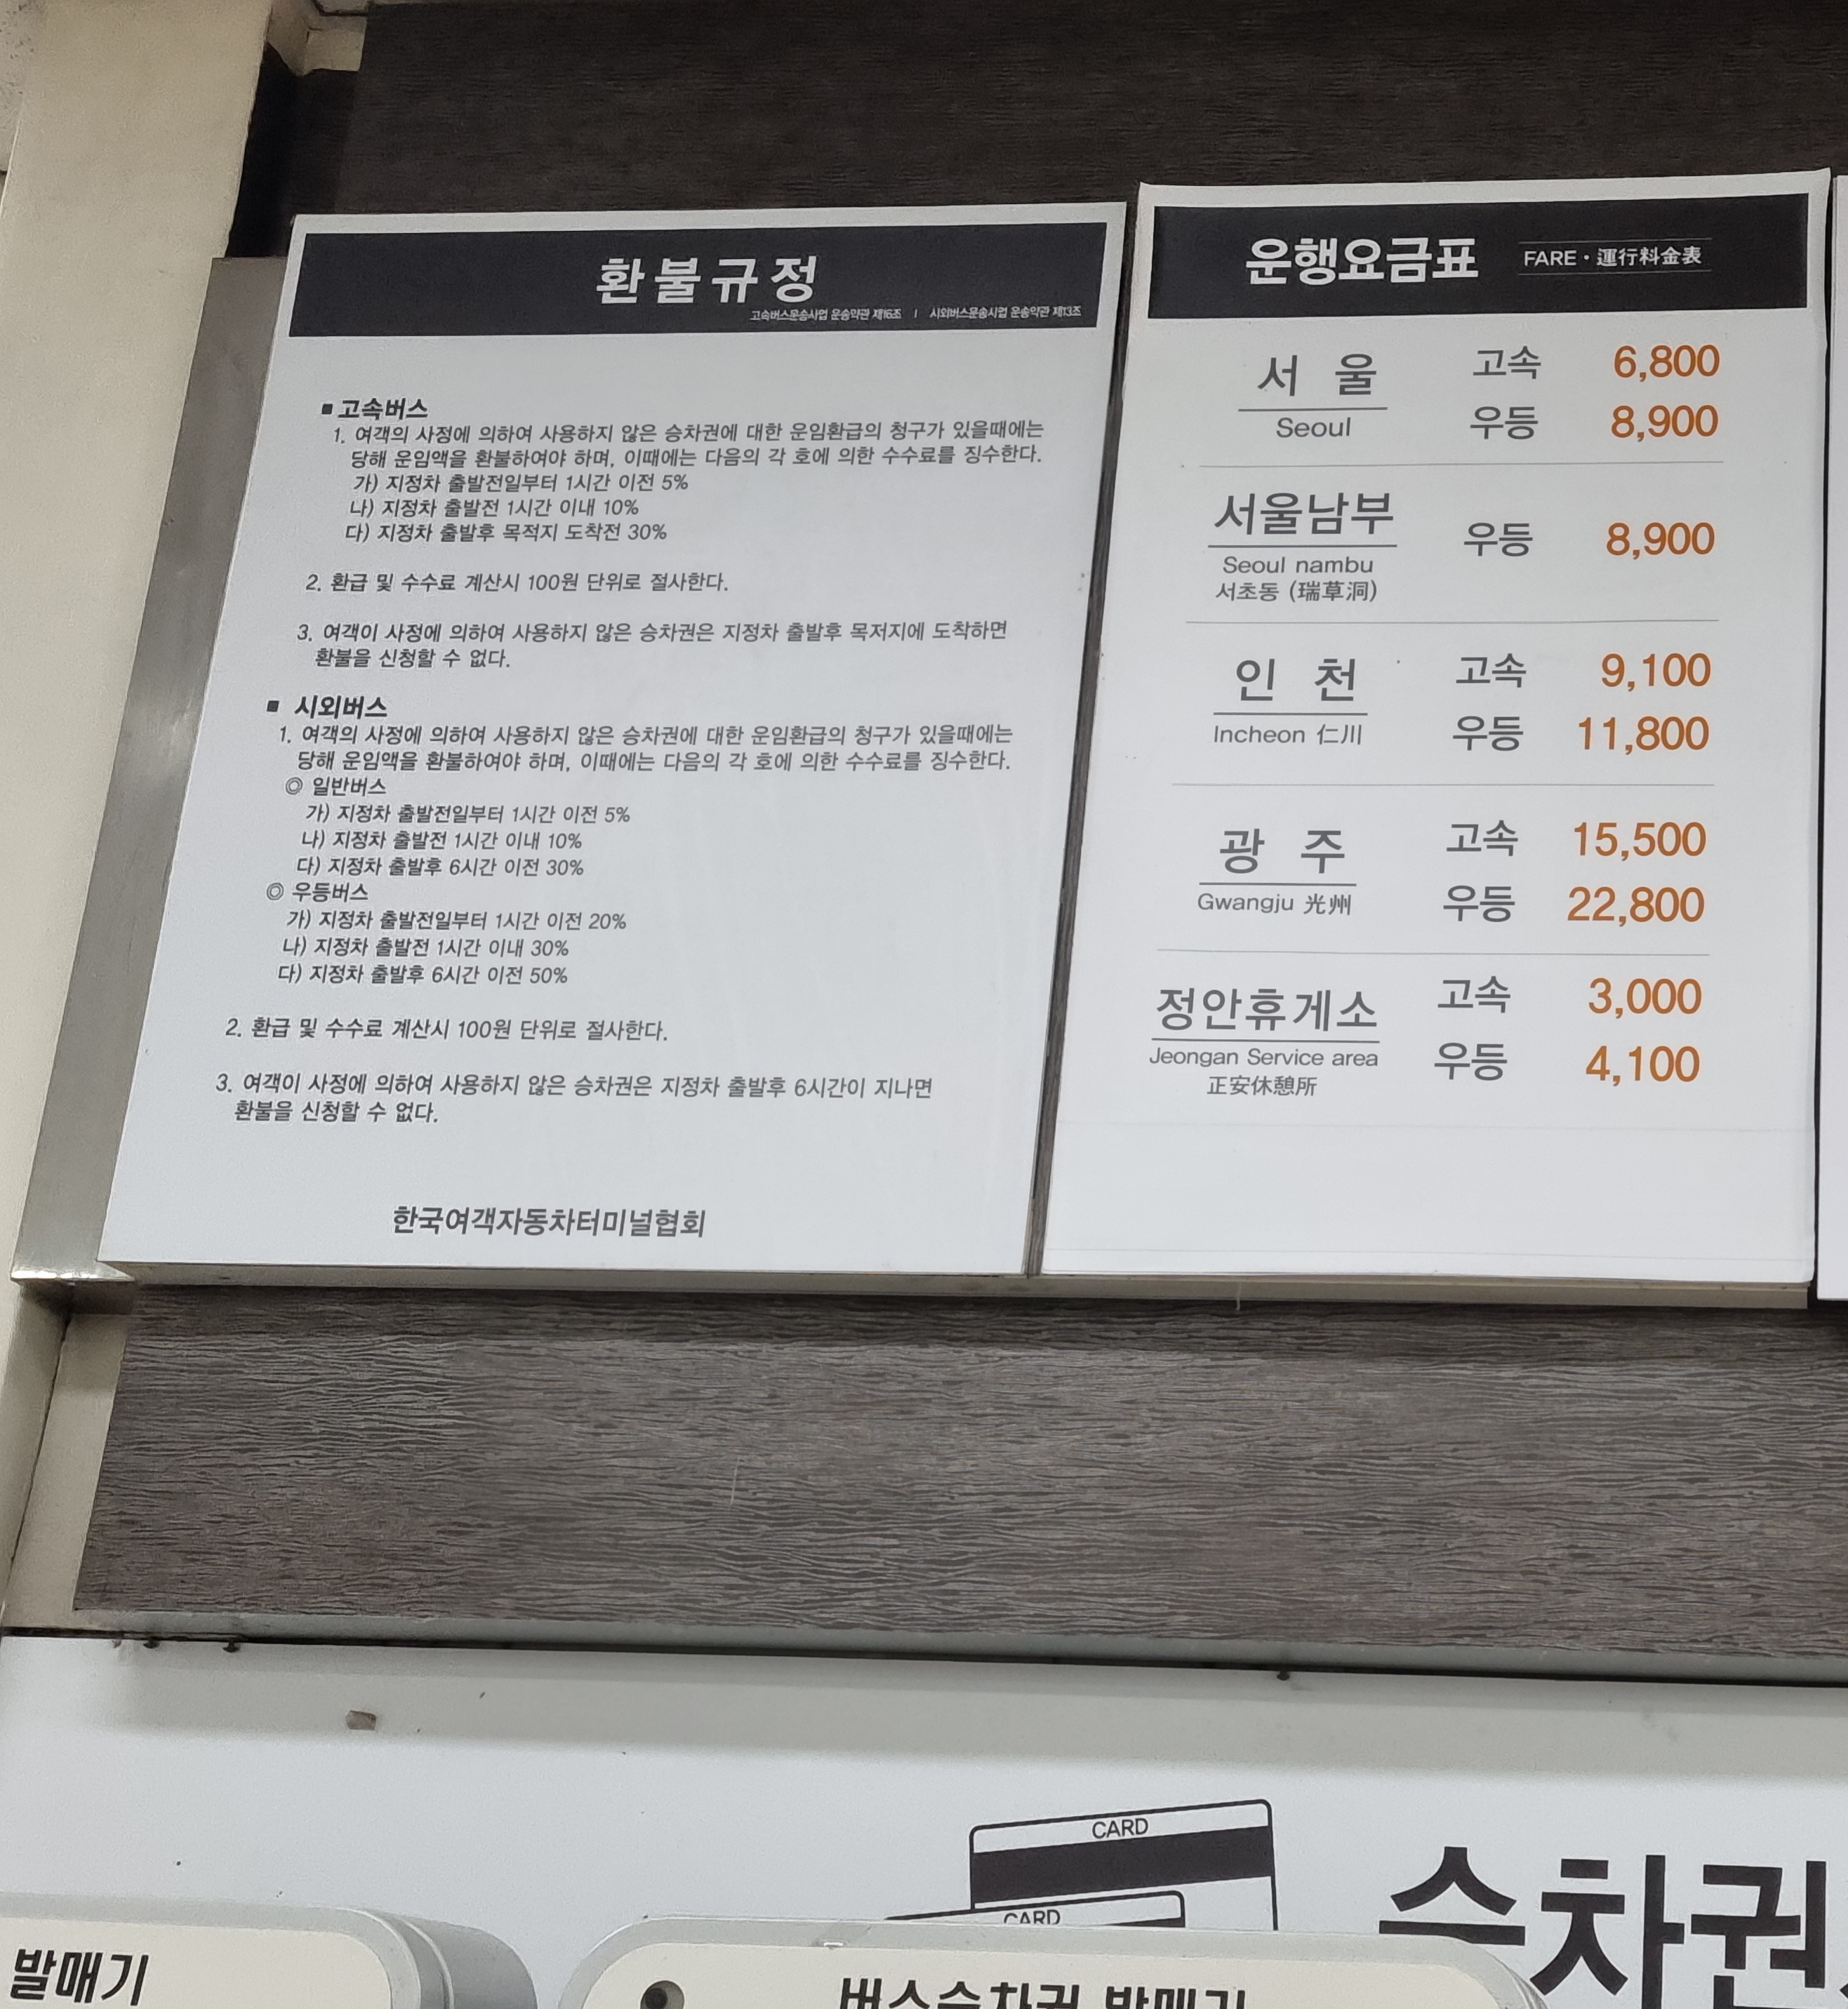 환불규정
고속버스운송사업 운송약관 제16조 | 시외버스운송사업 운송약관 제13조
■ 고속버스
1. 여객의 사정에 의하여 사용하지 않은 승차권에 대한 운임환급의 청구가 있을때에는
당해 운임액을 환불하여야 하며, 이때에는 다음의 각 호에 의한 수수료를 징수한다.
가) 지정차 출발전일부터 1시간 이전 5%
나) 지정차 출발전 1시간 이내 10%
다) 지정차 출발후 목적지 도착전 30%
2. 환급 및 수수료 계산시 100원 단위로 절사한다.
3. 여객이 사정에 의하여 사용하지 않은 승차권은 지정차 출발후 목저지에 도착하면
환불을 신청할 수 없다.
■ 시외버스
1. 여객의 사정에 의하여 사용하지 않은 승차권에 대한 운임환급의 청구가 있을때에는
당해 운임액을 환불하여야 하며, 이때에는 다음의 각 호에 의한 수수료를 징수한다.
◎ 일반버스
가) 지정차 출발전일부터 1시간 이전 5%
나) 지정차 출발전 1시간 이내 10%
다) 지정차 출발후 6시간 이전 30%
◎ 우등버스
가) 지정차 출발전일부터 1시간 이전 20%
나) 지정차 출발전 1시간 이내 30%
다) 지정차 출발후 6시간 이전 50%
2. 환급 및 수수료 계산시 100원 단위로 절사한다.
3. 여객이 사정에 의하여 사용하지 않은 승차권은 지정차 출발후 6시간이 지나면
환불을 신청할 수 없다.
한국여객자동차터미널협회
운행요금표 FARE · 運行料金表
서 울 고속 6,800
Seoul 우등 8,900
서울남부 우등 8,900
Seoul nambu
서초동 (瑞草洞)
인 천 고속 9,100
Incheon 仁川 우등 11,800
광 주 고속 15,500
Gwangju 光州 우등 22,800
정안휴게소 고속 3,000
Jeongan Service area 우등 4,100
正安休憩所
CARD
CARD
승차권
발매기
버스승차권 발매기